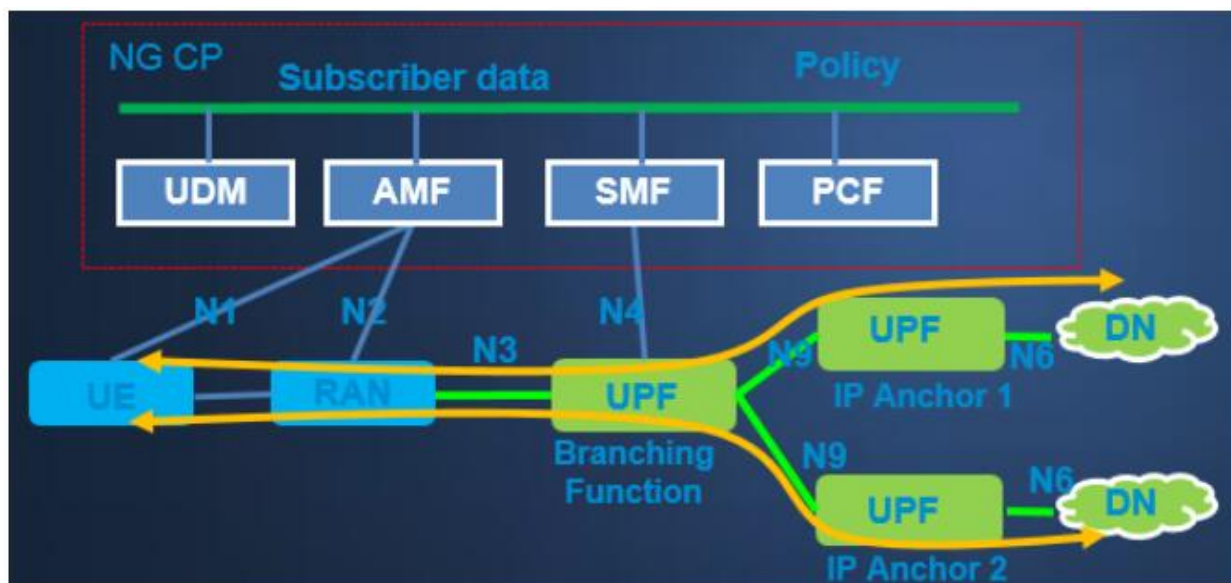 NG CP
Subscriber data
Policy
UDM
AMF
SMF
PCF
N1
N2
N3
N4
UE
RAN
UPF
Branching
Function
N9
UPF
N6
DN
IP Anchor 1
N9
UPF
N6
DN
IP Anchor 2